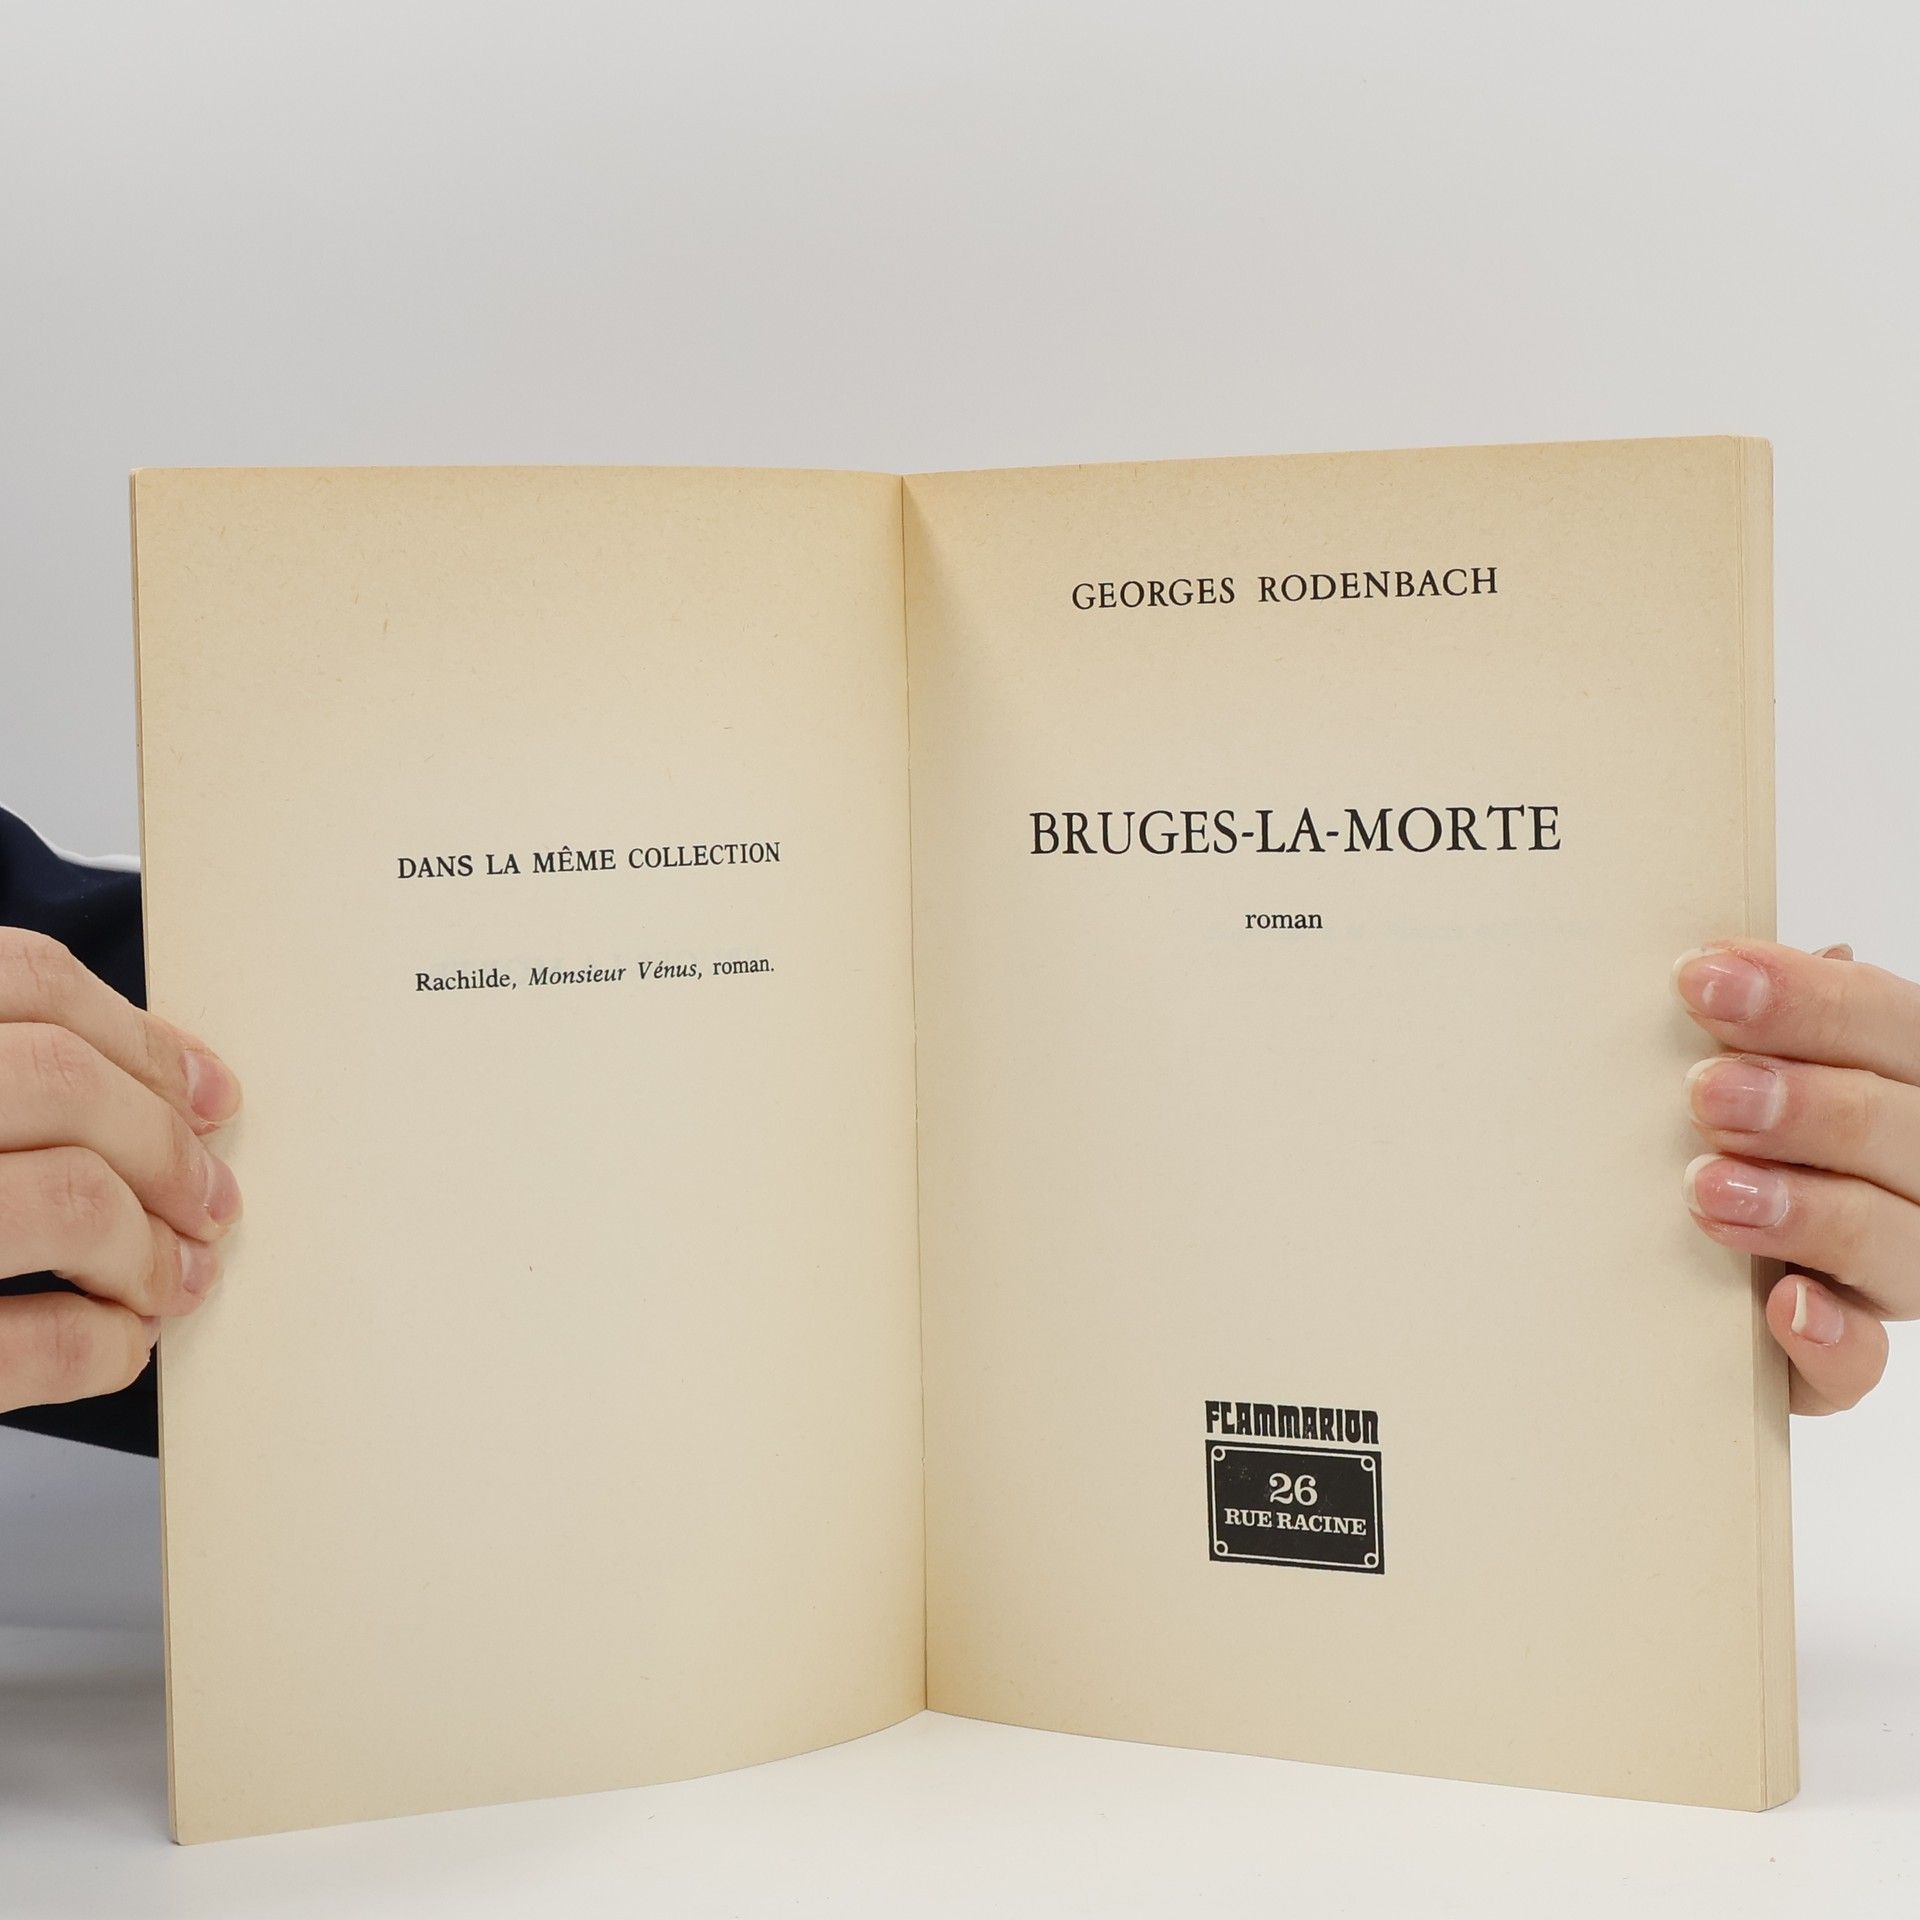 DANS LA MÊME COLLECTION
Rachilde, Monsieur Vénus, roman.
GEORGES RODENBACH
BRUGES-LA-MORTE
roman
FLAMMARION
26
RUE RACINE